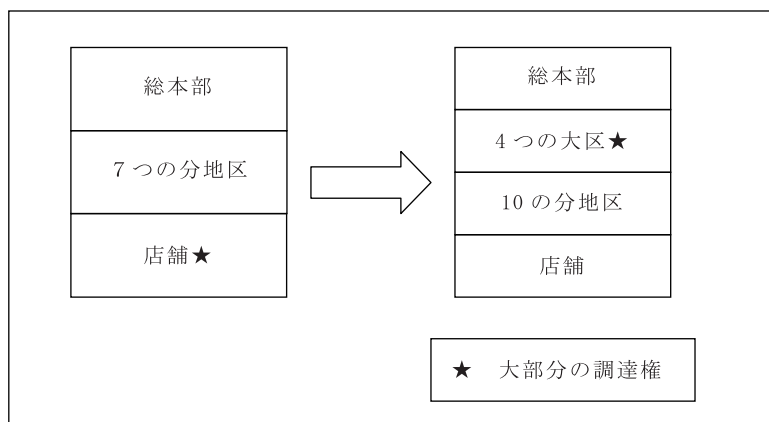 総本部
7つの分地区
店舗★
総本部
4つの大区★
10の分地区
店舗
★　大部分の調達権